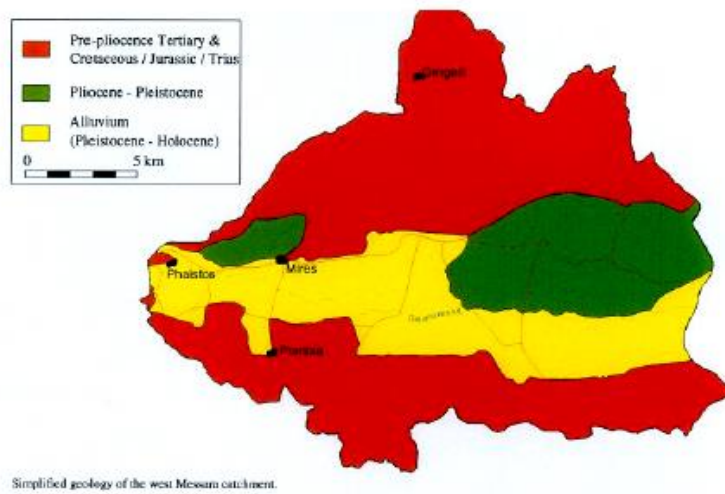 Pre-pliocence Tertiary &
Cretaceous / Jurassic / Trias
Pliocene - Pleistocene
Alluvium
(Pleistocene - Holocene)
0 5 km
Phaistos
Mires
Simplified geology of the west Messara catchment.